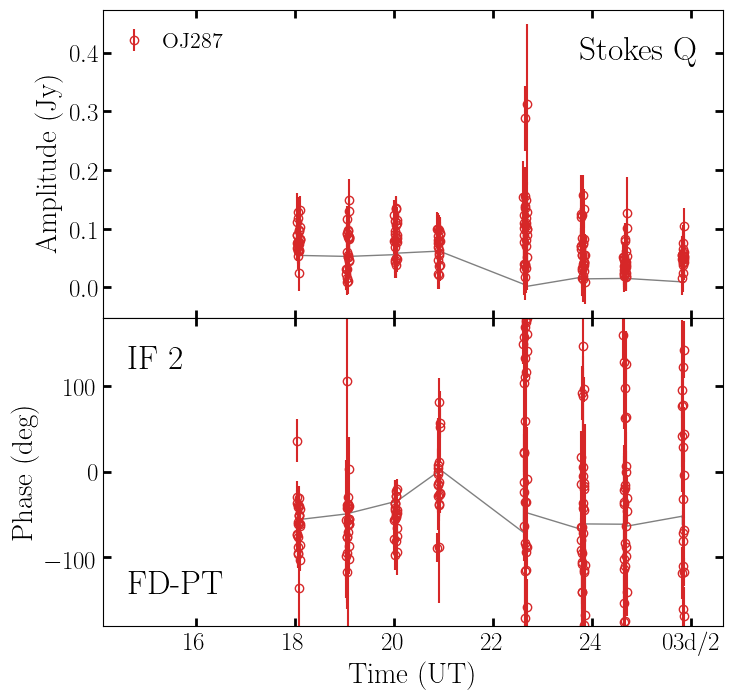 OJ287
Stokes Q
Amplitude (Jy)
0.4
0.3
0.2
0.1
0.0
IF 2
FD-PT
Phase (deg)
100
0
−100
16 18 20 22 24 03d/2
Time (UT)